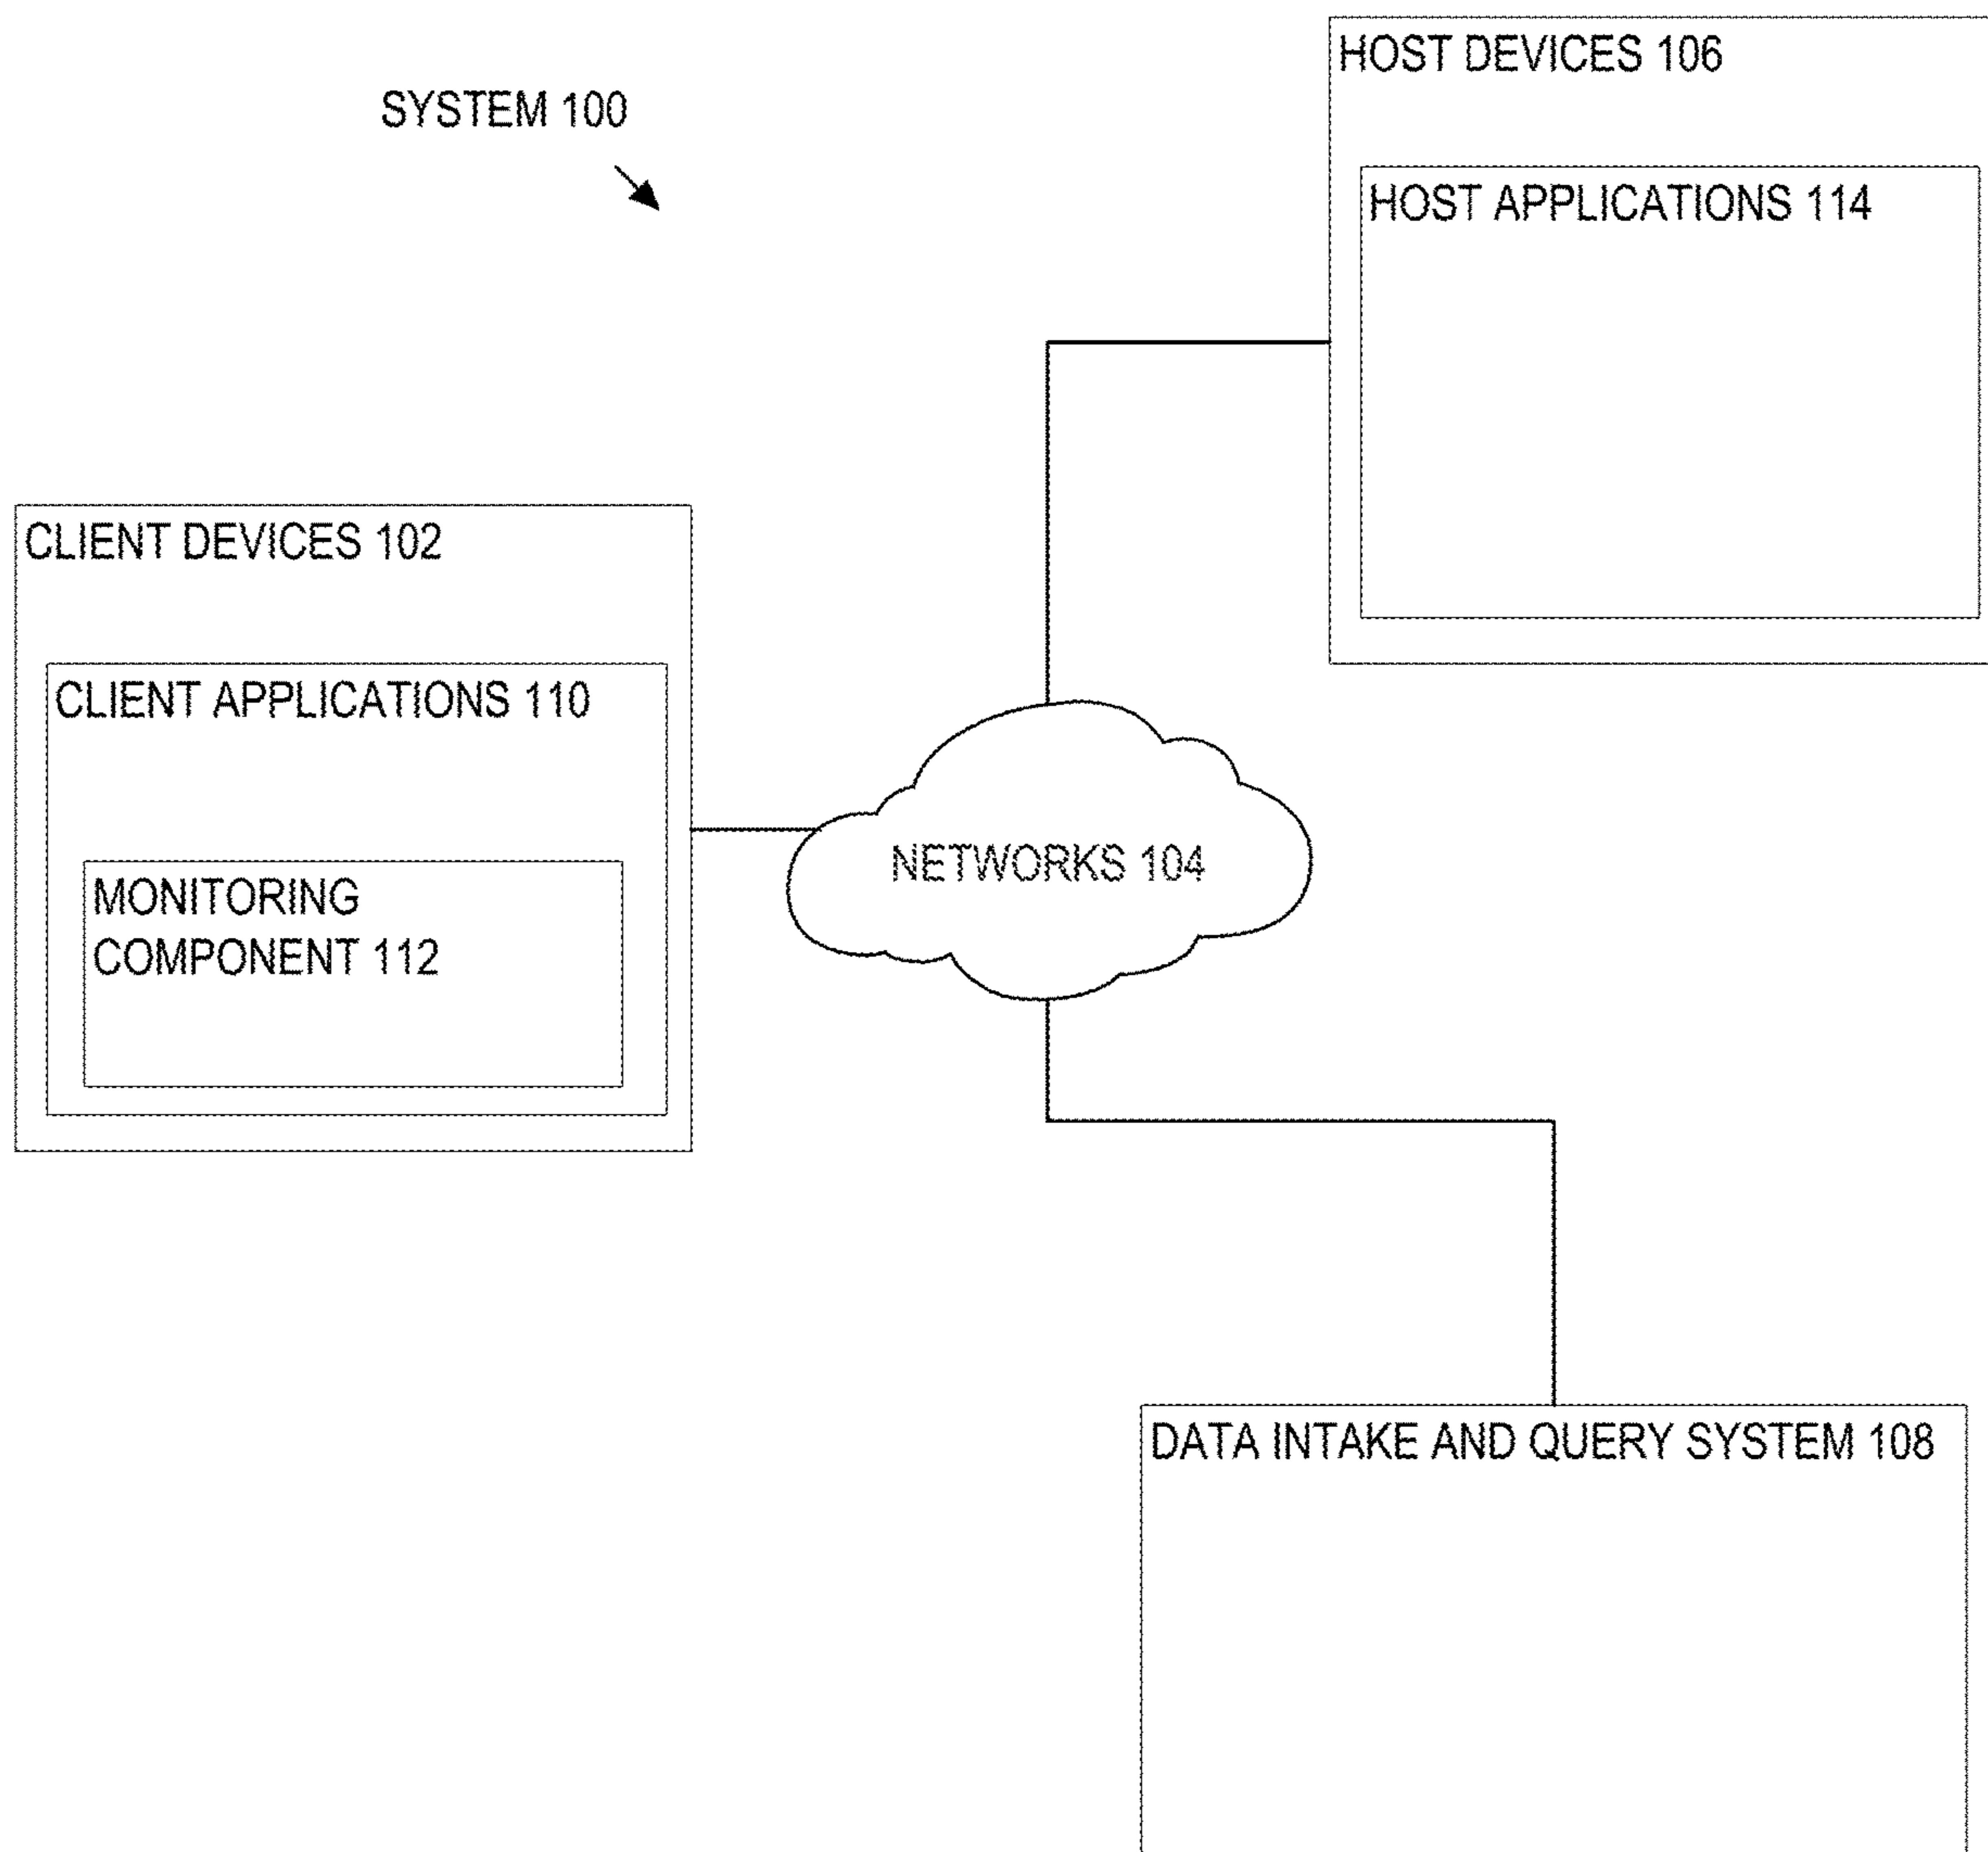 SYSTEM 100
HOST DEVICES 106
HOST APPLICATIONS 114
CLIENT DEVICES 102
CLIENT APPLICATIONS 110
MONITORING
COMPONENT 112
NETWORKS 104
DATA INTAKE AND QUERY SYSTEM 108